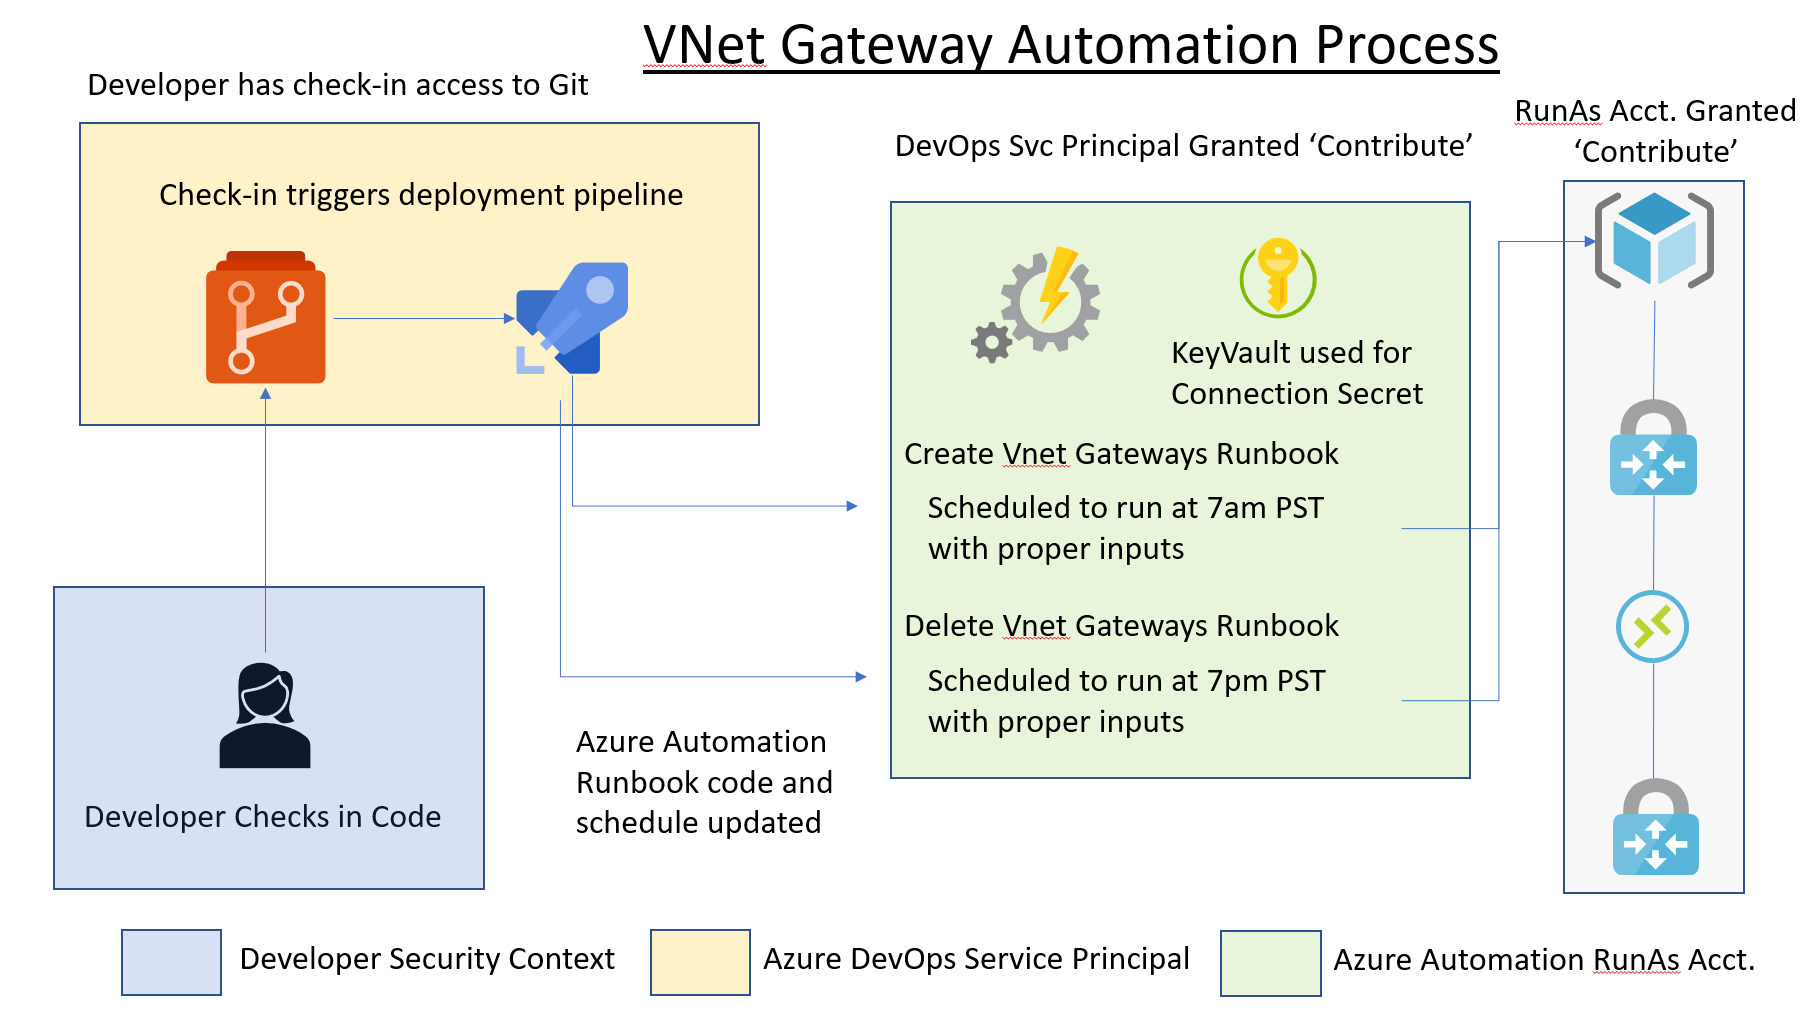 VNet Gateway Automation Process
Developer has check-in access to Git
Check-in triggers deployment pipeline
DevOps Svc Principal Granted ‘Contribute’
RunAs Acct. Granted
‘Contribute’
KeyVault used for
Connection Secret
Create Vnet Gateways Runbook
Scheduled to run at 7am PST
with proper inputs
Delete Vnet Gateways Runbook
Scheduled to run at 7pm PST
with proper inputs
Azure Automation
Runbook code and
schedule updated
Developer Checks in Code
Developer Security Context
Azure DevOps Service Principal
Azure Automation RunAs Acct.